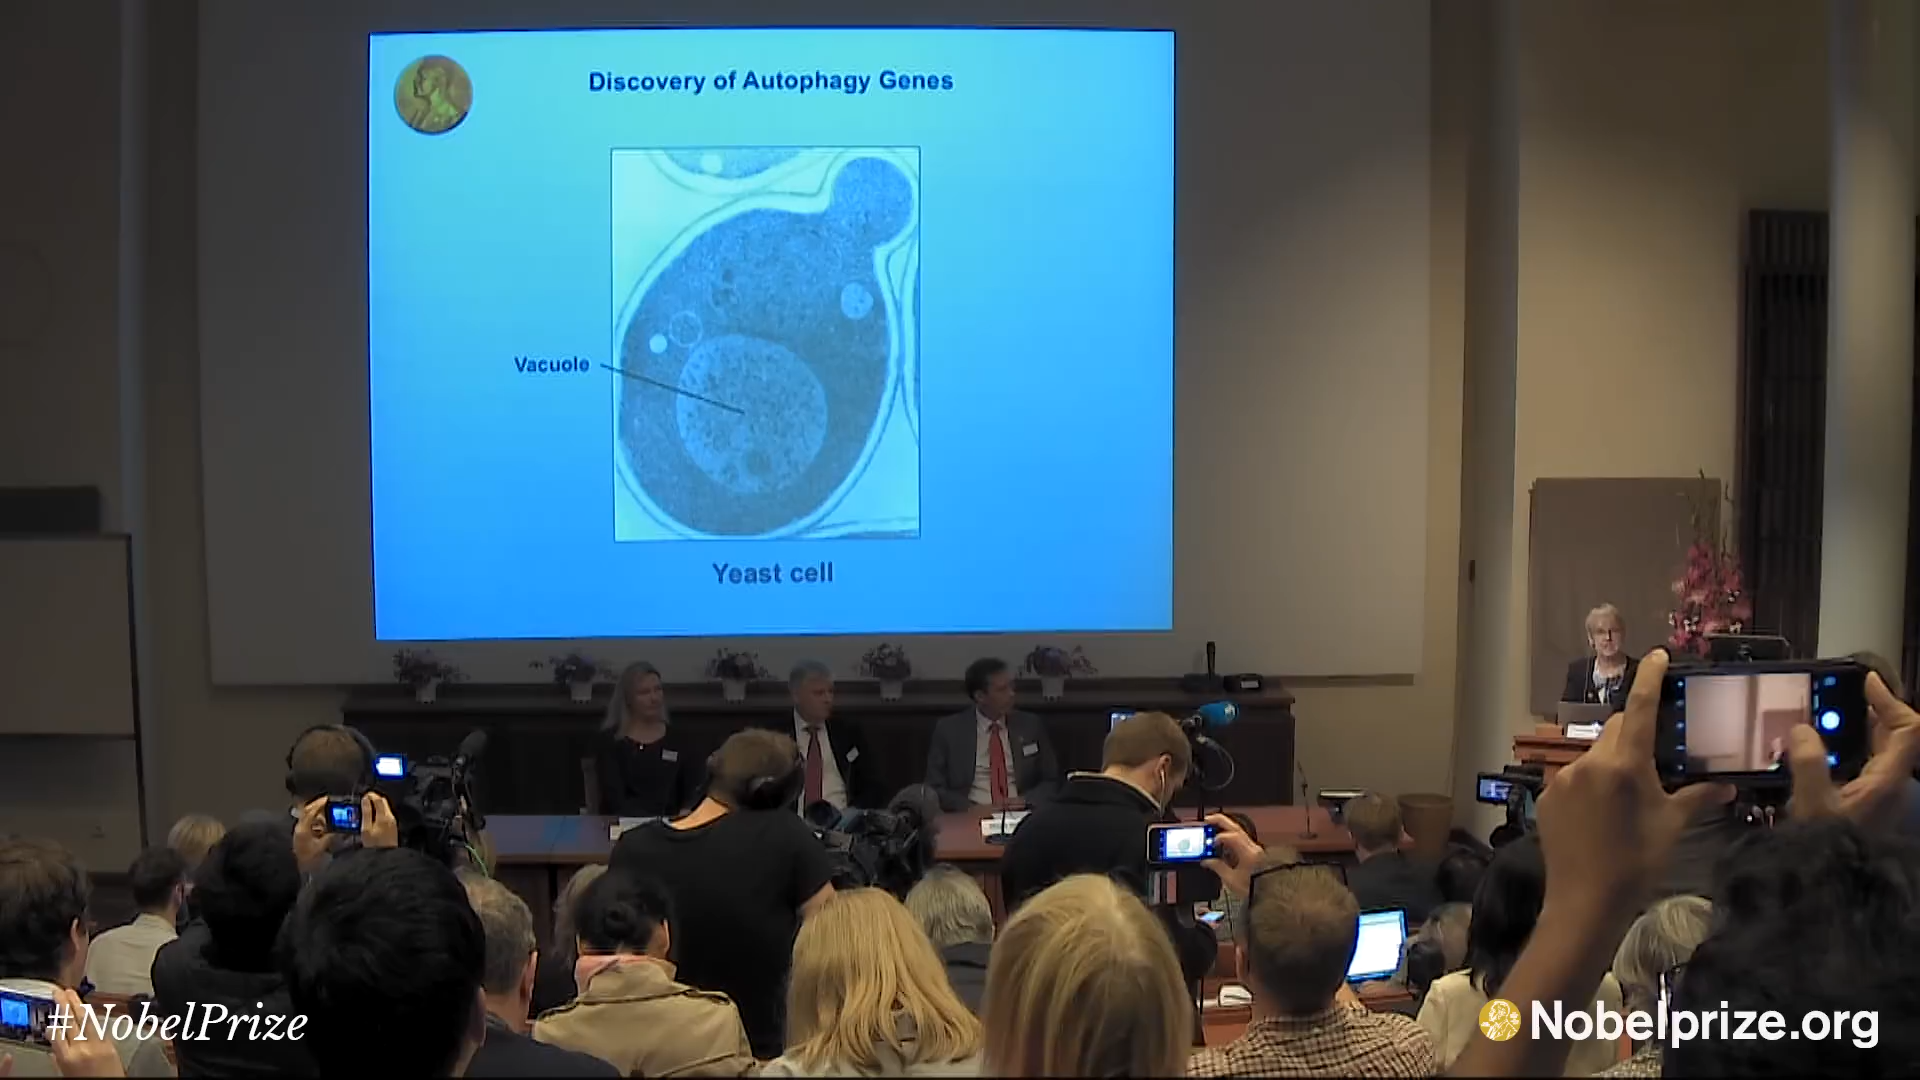 Discovery of Autophagy Genes
Vacuole
Yeast cell
#NobelPrize
Nobelprize.org